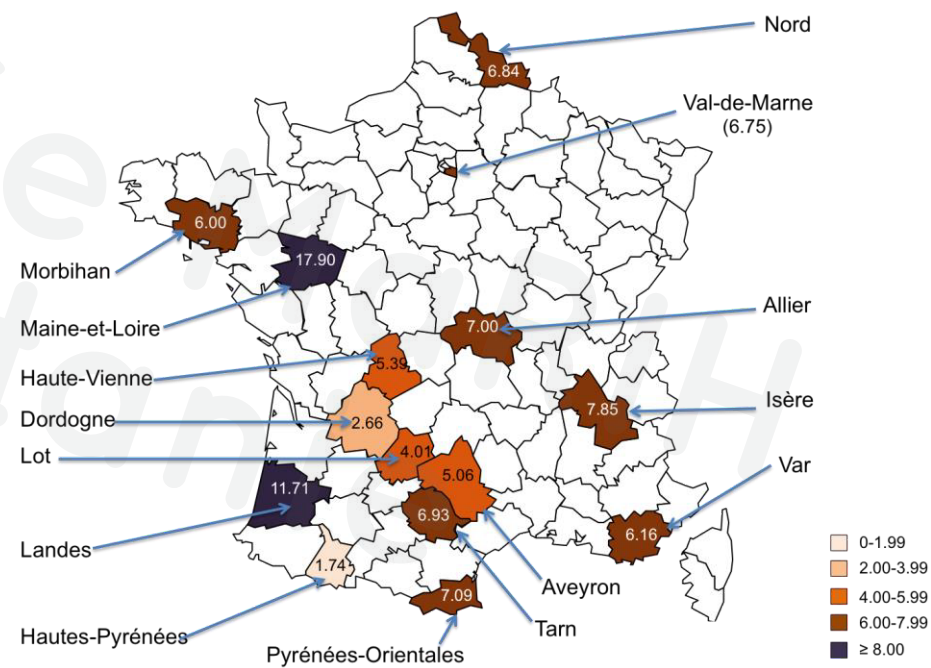 Nord
6.84
Val-de-Marne
(6.75)
6.00
Morbihan
17.90
Maine-et-Loire
Allier
7.00
Haute-Vienne
5.39
Isère
7.85
Dordogne
2.66
Lot
4.01
5.06
Var
11.71
6.93
6.16
Landes
1.74
Aveyron
7.09
Tarn
Hautes-Pyrénées
Pyrénées-Orientales
0-1.99
2.00-3.99
4.00-5.99
6.00-7.99
≥ 8.00